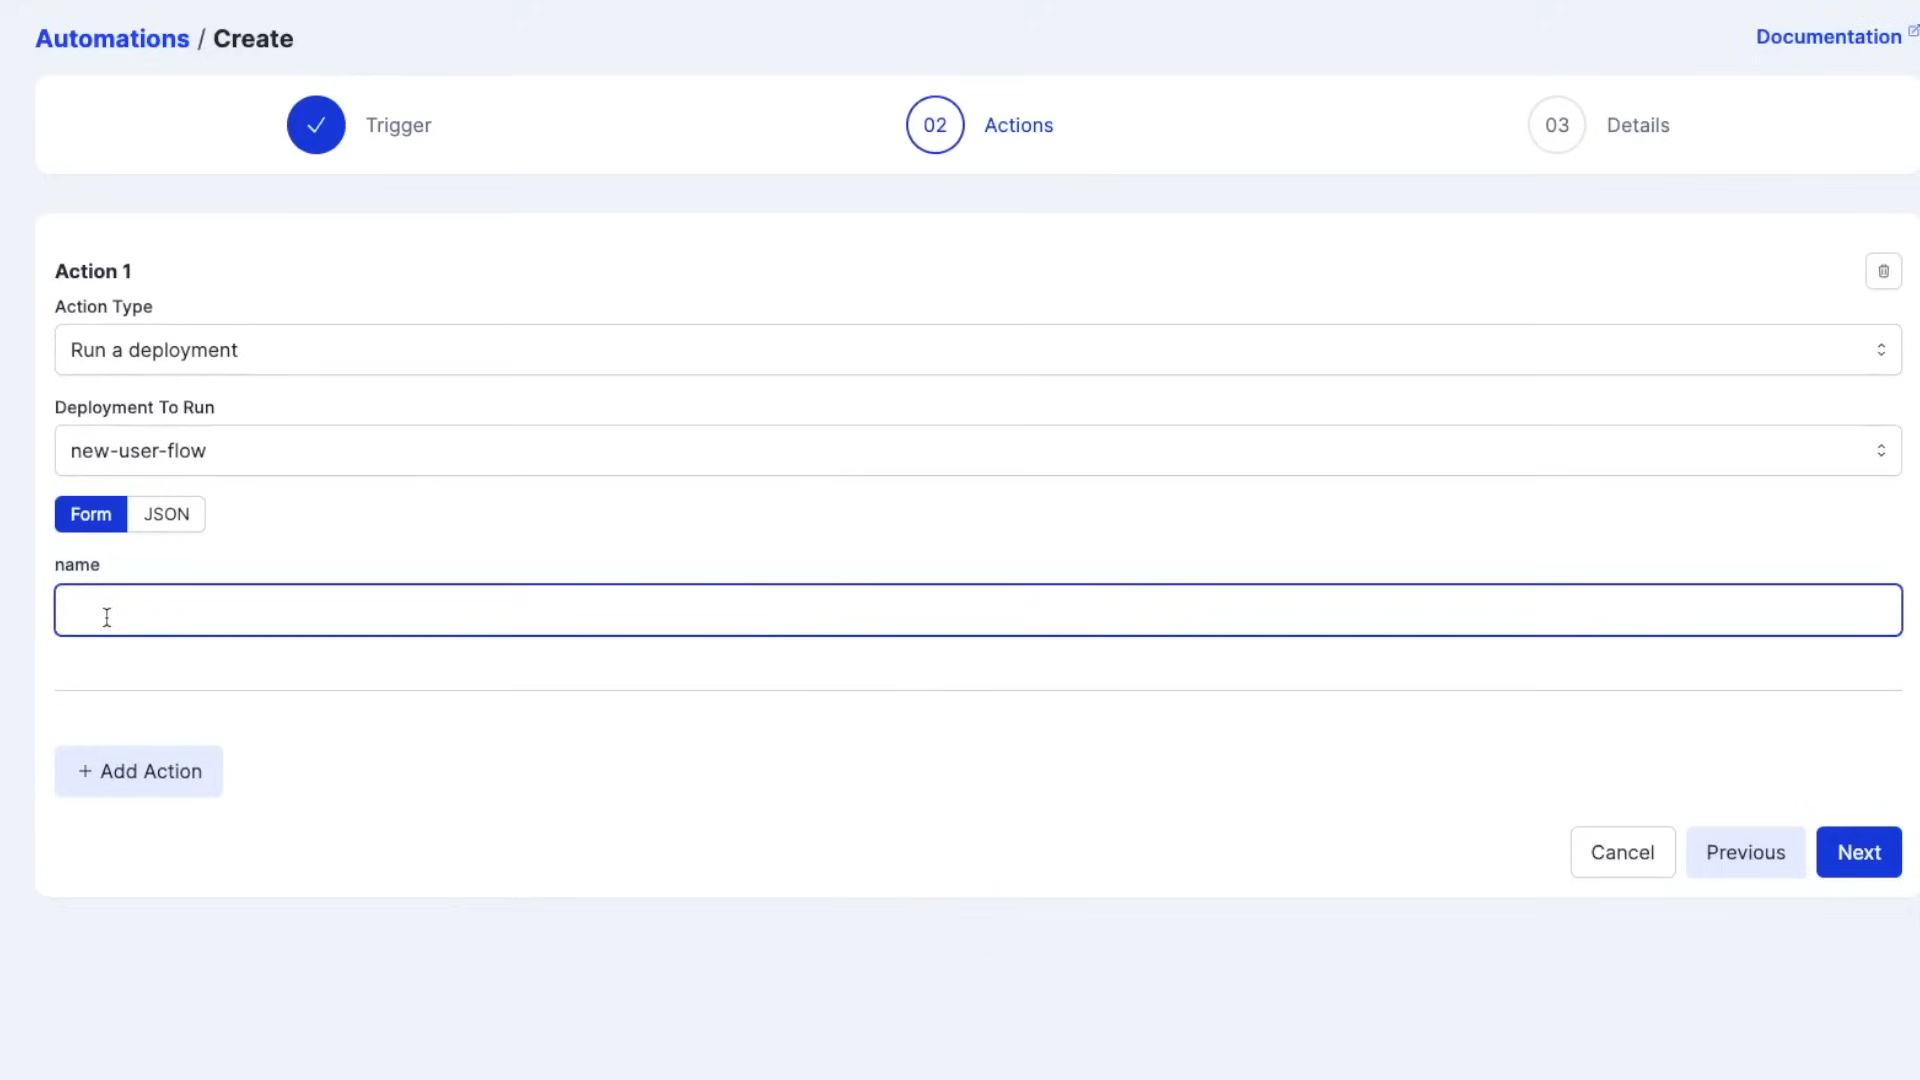 Automations / Create
Documentation
Trigger
02 Actions
03 Details
Action 1
Action Type
Run a deployment
Deployment To Run
new-user-flow
Form JSON
name
+ Add Action
Cancel Previous Next